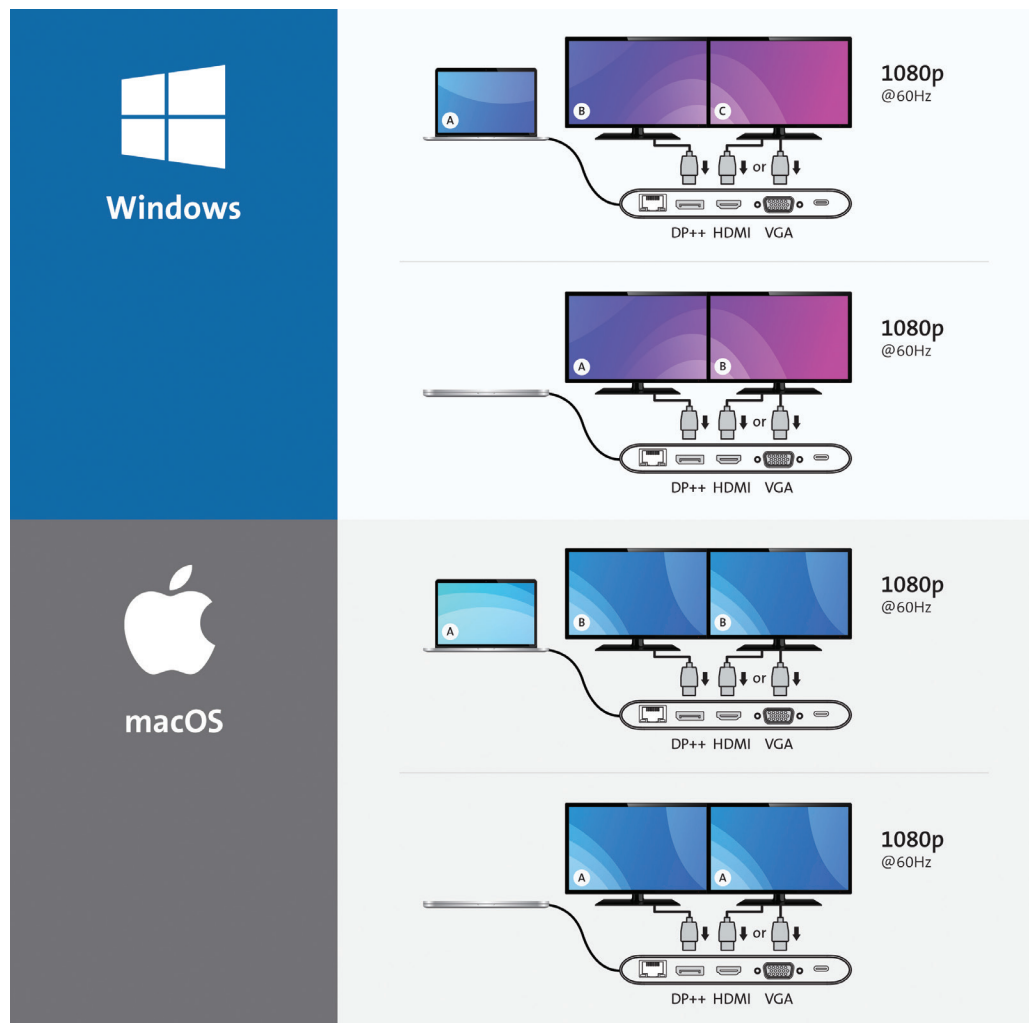 Windows
A
B
C
1080p
@60Hz
or
DP++ HDMI VGA
A
B
1080p
@60Hz
or
DP++ HDMI VGA
macOS
A
B
B
1080p
@60Hz
or
DP++ HDMI VGA
A
A
1080p
@60Hz
or
DP++ HDMI VGA